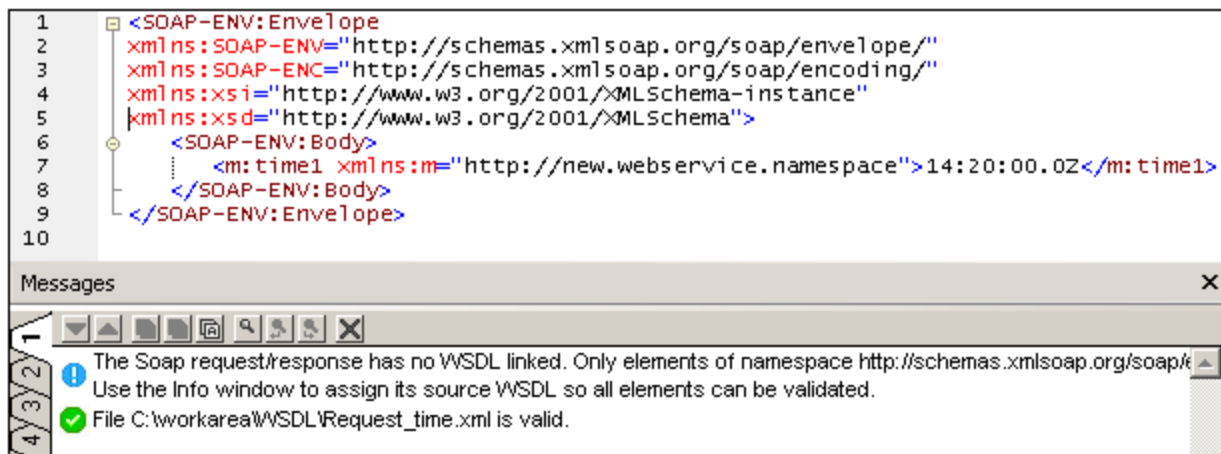 1 <SOAP-ENV:Envelope
2 xmlns:SOAP-ENV="http://schemas.xmlsoap.org/soap/envelope/"
3 xmlns:SOAP-ENC="http://schemas.xmlsoap.org/soap/encoding/"
4 xmlns:xsi="http://www.w3.org/2001/XMLSchema-instance"
5 xmlns:xsd="http://www.w3.org/2001/XMLSchema">
6 <SOAP-ENV:Body>
7 <m:time1 xmlns:m="http://new.webservice.namespace">14:20:00.0Z</m:time1>
8 </SOAP-ENV:Body>
9 </SOAP-ENV:Envelope>
10
Messages
1
2
3
4
The Soap request/response has no WSDL linked. Only elements of namespace http://schemas.xmlsoap.org/soap/e
Use the Info window to assign its source WSDL so all elements can be validated.
File C:\workarea\WSDL\Request_time.xml is valid.